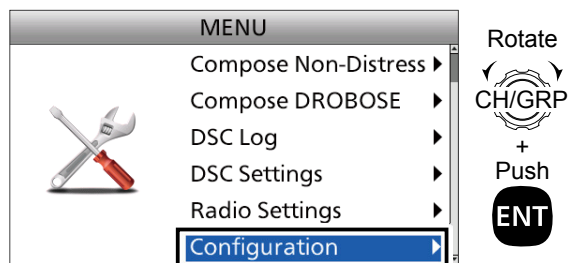 MENU
Compose Non-Distress
Compose DROBOSE
DSC Log
DSC Settings
Radio Settings
Configuration
Rotate
CH/GRP
+
Push
ENT